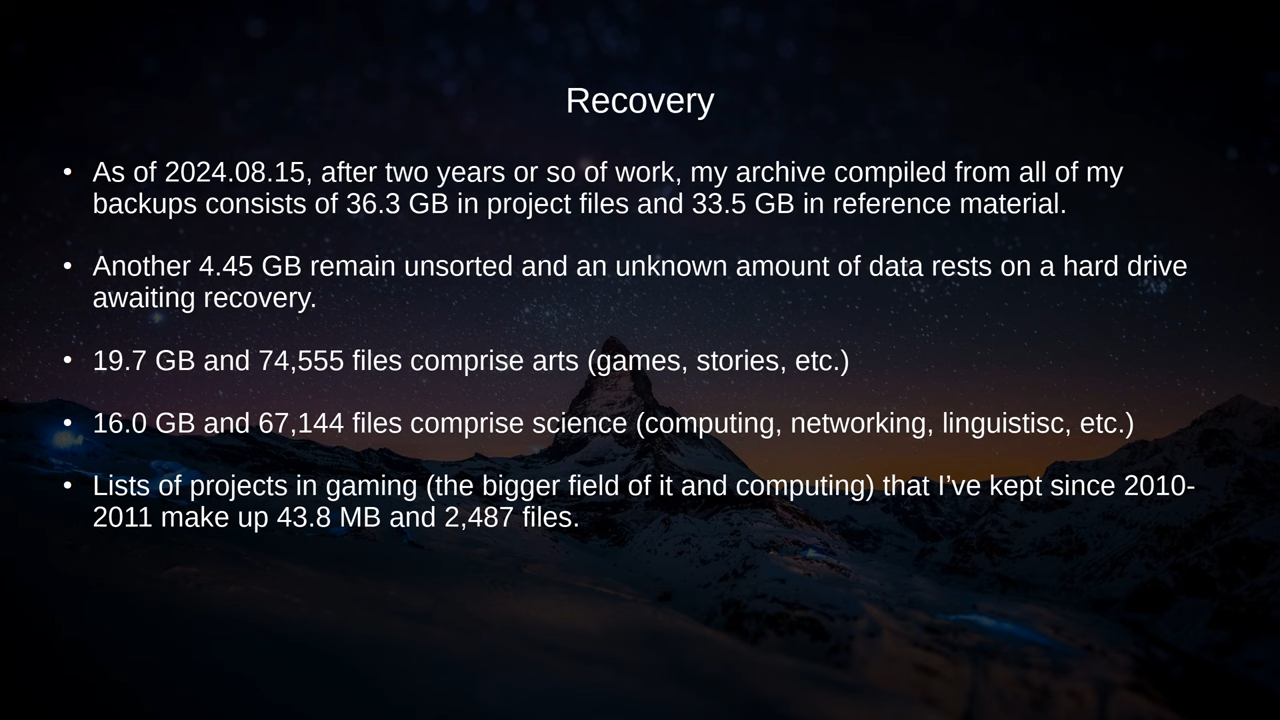 Recovery
• As of 2024.08.15, after two years or so of work, my archive compiled from all of my
backups consists of 36.3 GB in project files and 33.5 GB in reference material.
• Another 4.45 GB remain unsorted and an unknown amount of data rests on a hard drive
awaiting recovery.
• 19.7 GB and 74,555 files comprise arts (games, stories, etc.)
• 16.0 GB and 67,144 files comprise science (computing, networking, linguistisc, etc.)
• Lists of projects in gaming (the bigger field of it and computing) that I’ve kept since 2010-
2011 make up 43.8 MB and 2,487 files.